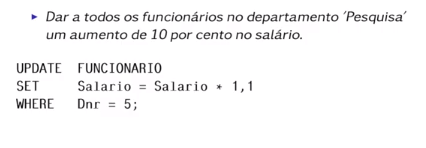 ▸ Dar a todos os funcionários no departamento ‘Pesquisa’
um aumento de 10 por cento no salário.
UPDATE FUNCIONARIO
SET Salario = Salario * 1,1
WHERE Dnr = 5;